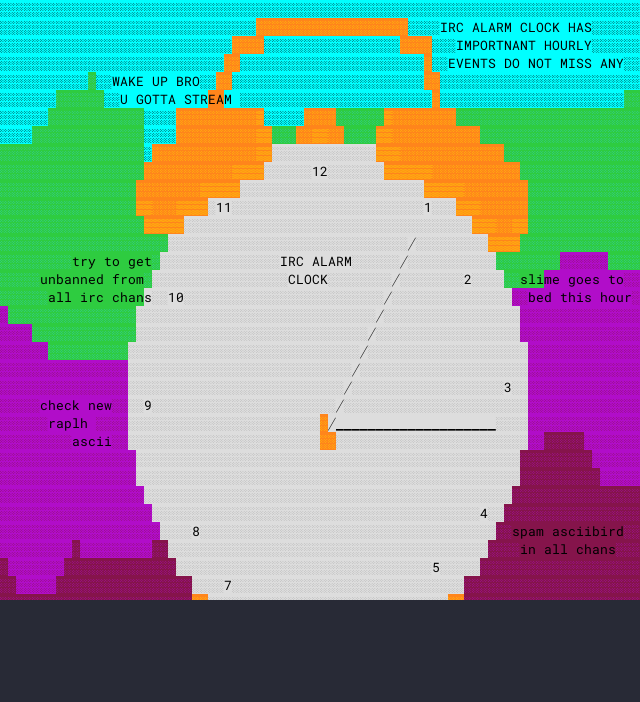 IRC ALARM CLOCK HAS
IMPORTNANT HOURLY
EVENTS DO NOT MISS ANY
WAKE UP BRO
U GOTTA STREAM
12
11
1
try to get
unbanned from
all irc chans
10
IRC ALARM
CLOCK
2
slime goes to
bed this hour
3
check new
raplh
ascii
9
4
8
spam asciibird
in all chans
5
7